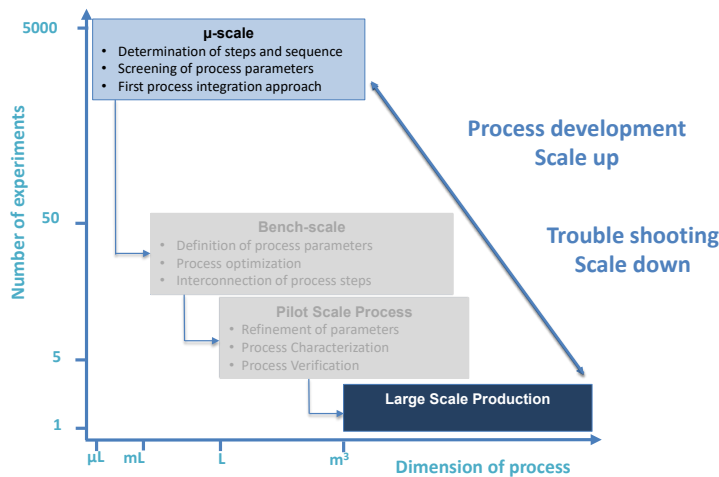 5000
µ-scale
• Determination of steps and sequence
• Screening of process parameters
• First process integration approach
Process development
Scale up
Number of experiments
50
Bench-scale
• Definition of process parameters
• Process optimization
• Interconnection of process steps
Trouble shooting
Scale down
Pilot Scale Process
• Refinement of parameters
• Process Characterization
• Process Verification
5
Large Scale Production
1
µL
mL
L
m³
Dimension of process